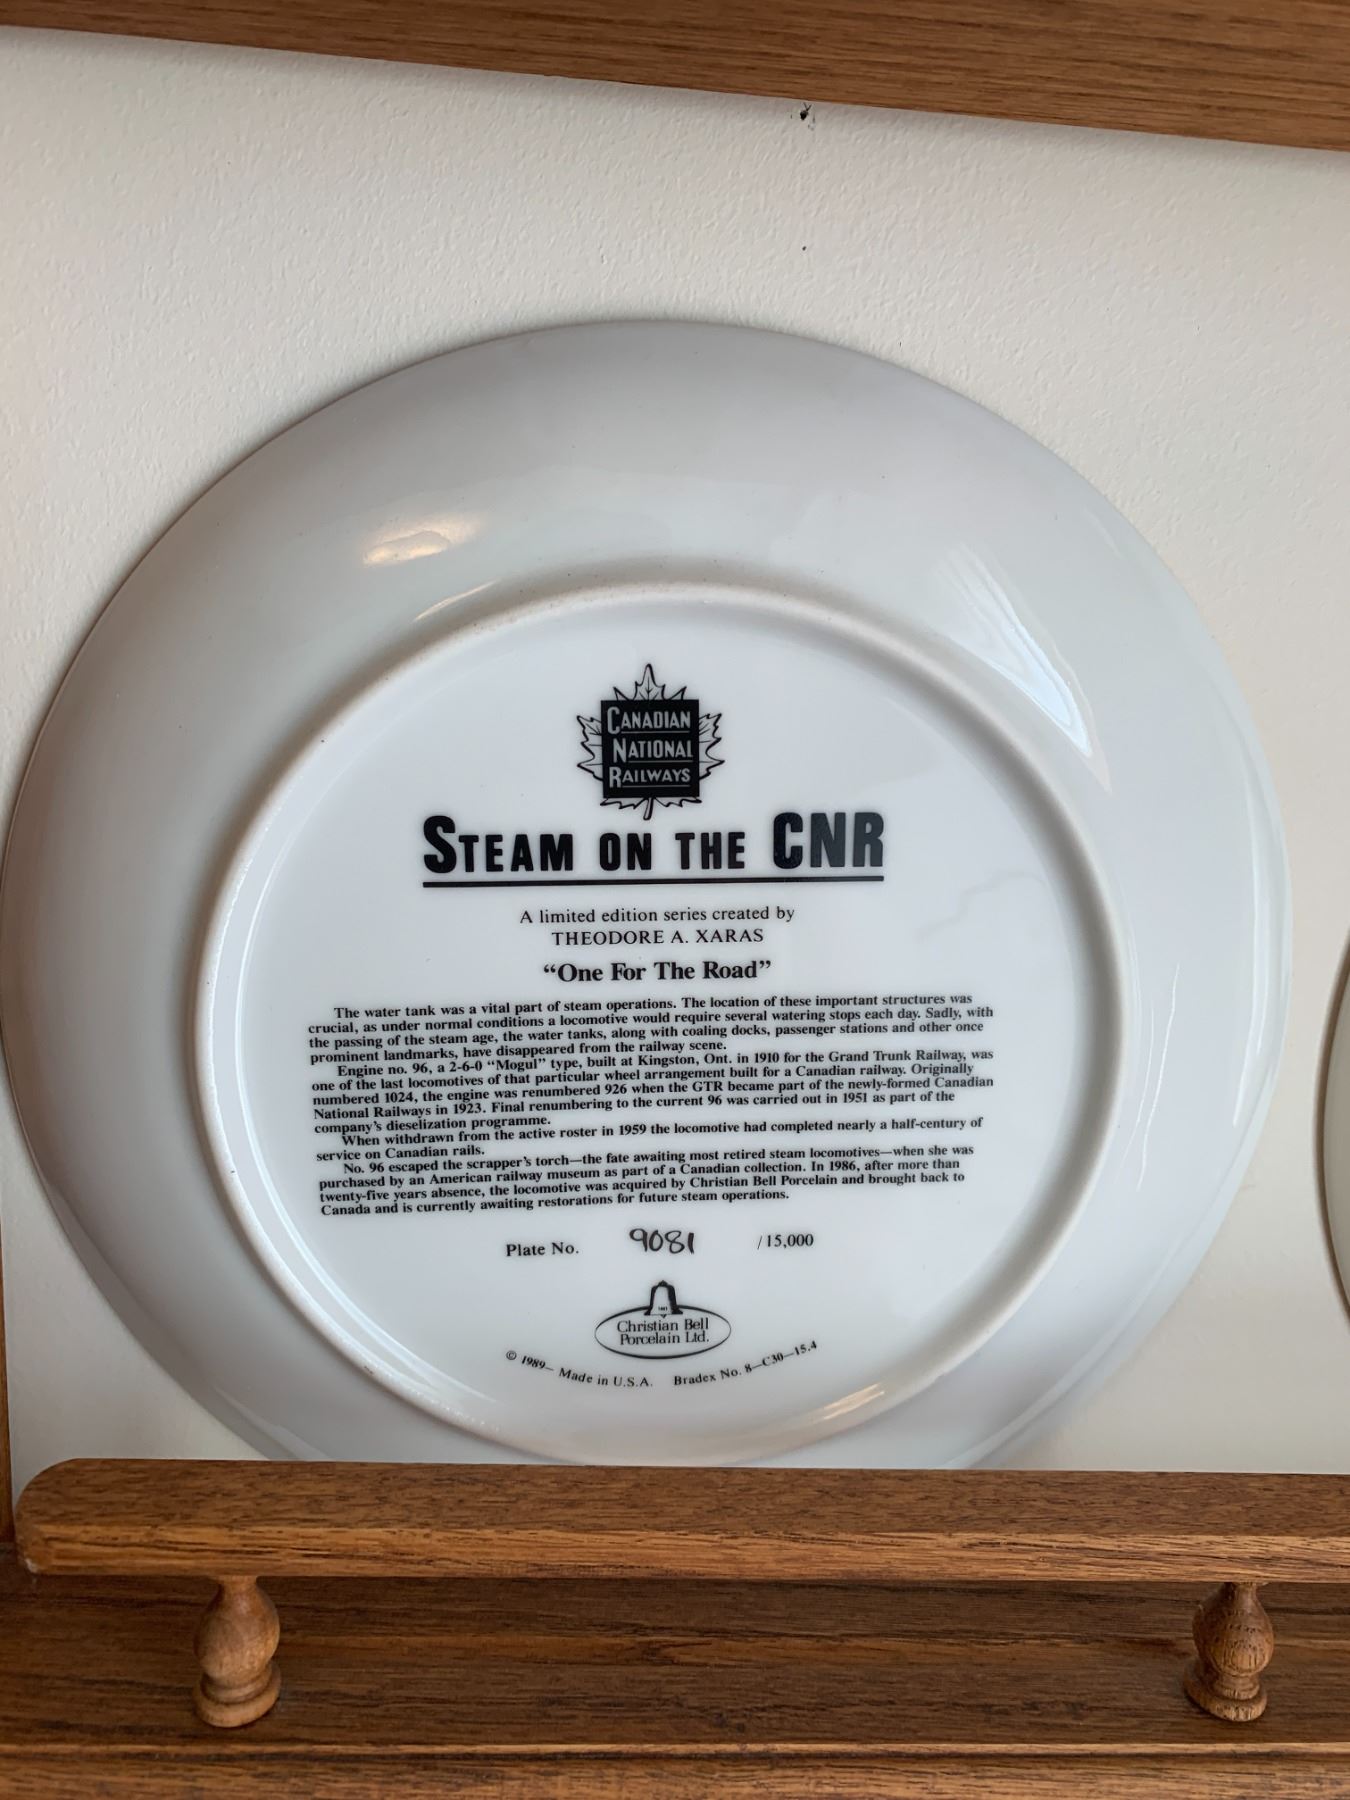 CANADIAN
NATIONAL
RAILWAYS
STEAM ON THE CNR
A limited edition series created by
THEODORE A. XARAS
“One For The Road”
The water tank was a vital part of steam operations. The location of these important structures was
crucial, as under normal conditions a locomotive would require several watering stops each day. Sadly, with
the passing of the steam age, the water tanks, along with coaling docks, passenger stations and other once
prominent landmarks, have disappeared from the railway scene.
Engine no. 96, a 2-6-0 “Mogul” type, built at Kingston, Ont. in 1910 for the Grand Trunk Railway, was
one of the last locomotives of that particular wheel arrangement built for a Canadian railway. Originally
numbered 1024, the engine was renumbered 926 when the GTR became part of the newly-formed Canadian
National Railways in 1923. Final renumbering to the current 96 was carried out in 1951 as part of the
company's dieselization programme.
When withdrawn from the active roster in 1959 the locomotive had completed nearly a half-century of
service on Canadian rails.
No. 96 escaped the scrapper's torch—the fate awaiting most retired steam locomotives—when she was
purchased by an American railway museum as part of a Canadian collection. In 1986, after more than
twenty-five years absence, the locomotive was acquired by Christian Bell Porcelain and brought back to
Canada and is currently awaiting restorations for future steam operations.
Plate No. 9081 /15,000
Christian Bell
Porcelain Ltd.
© 1989— Made in U.S.A. Bradex No. 8—C30—15.4